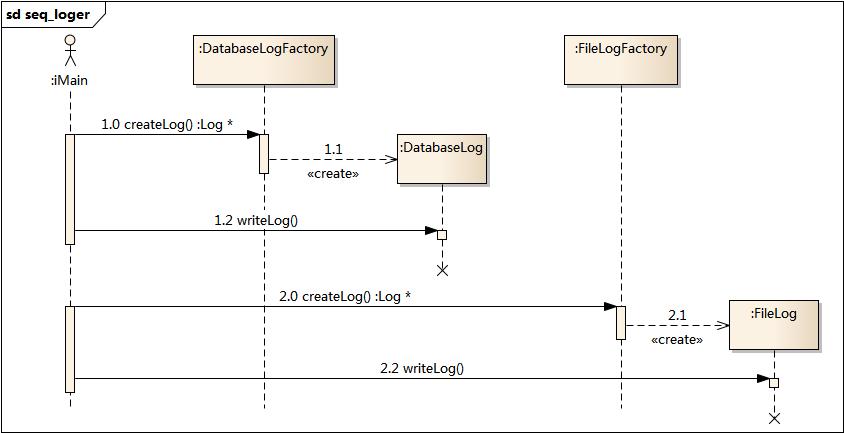 sd seq_loger
:iMain
:DatabaseLogFactory
:FileLogFactory
1.0 createLog() :Log *
1.1
«create»
:DatabaseLog
1.2 writeLog()
2.0 createLog() :Log *
2.1
«create»
:FileLog
2.2 writeLog()